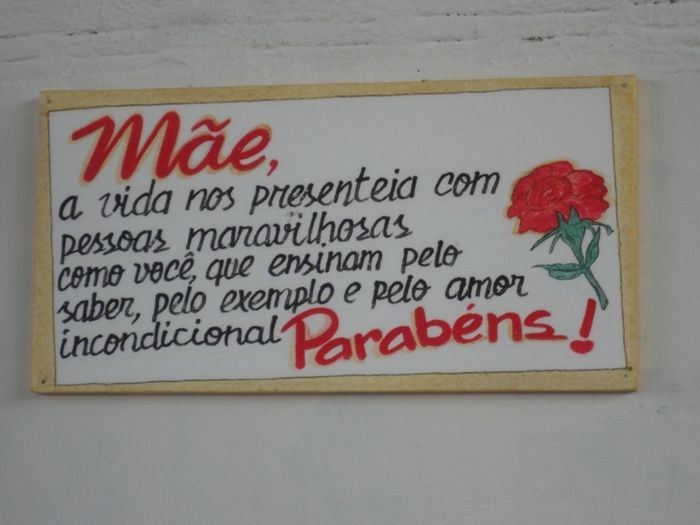 Mãe,
a vida nos presenteia com
pessoas maravilhosas
como você, que ensinam pelo
saber, pelo exemplo e pelo amor
incondicional Parabéns!